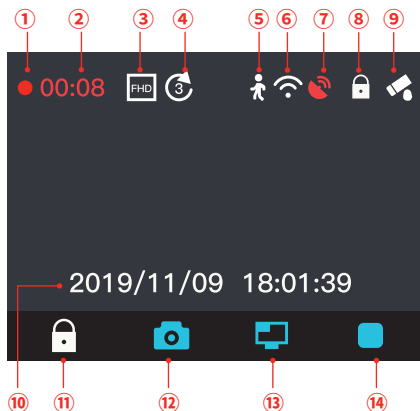 ① ② ③ ④ ⑤ ⑥ ⑦ ⑧ ⑨
00:08 FHD 3
2019/11/09 18:01:39
⑩ ⑪ ⑫ ⑬ ⑭